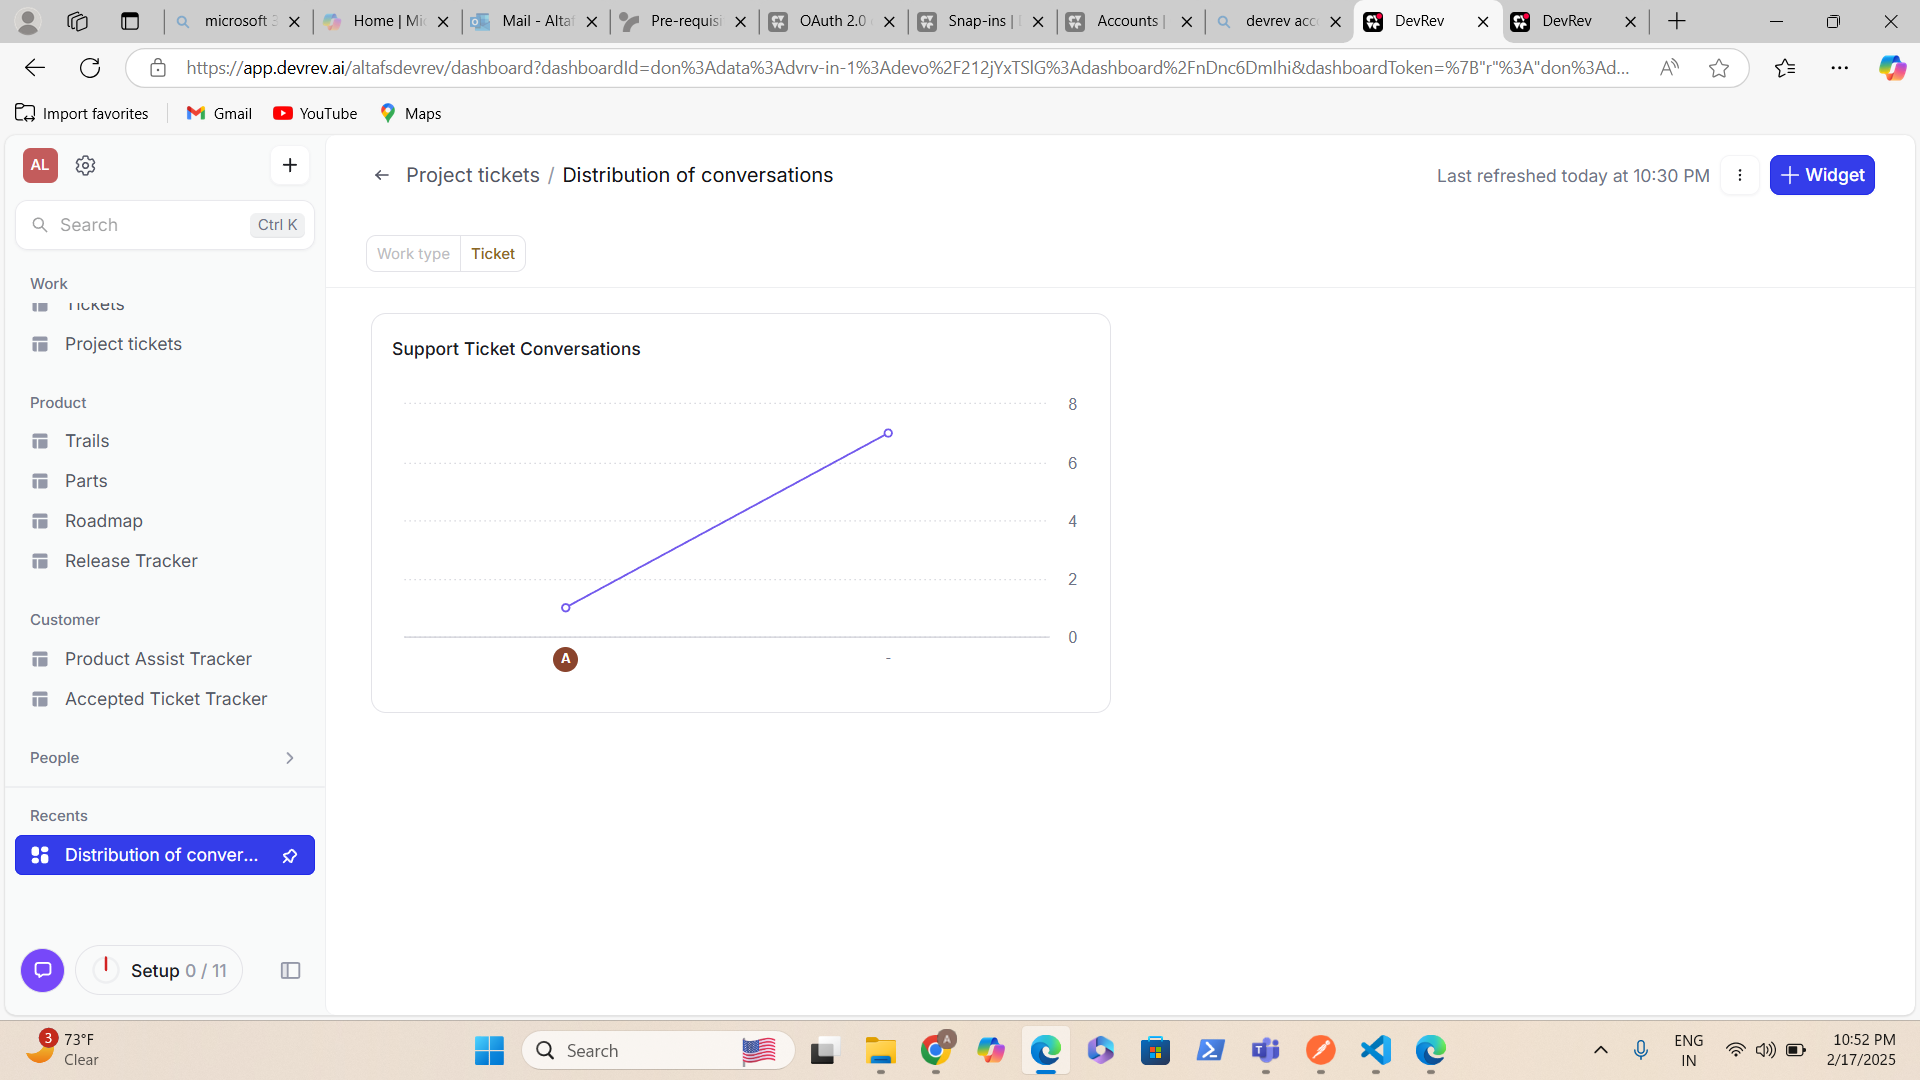 microsoft 3
Home | Mic
Mail - Altaf
Pre-requisi
OAuth 2.0 c
Snap-ins |
Accounts |
devrev acc
DevRev
DevRev
https://app.devrev.ai/altafsdevrev/dashboard?dashboardId=don%3Adata%3Advrv-in-1%3Adevo%2F212jYxTSlG%3Adashboard%2FnDnc6DmIhi&dashboardToken=%7B"r"%3A"don%3Ad...
Import favorites
Gmail
YouTube
Maps
AL
Search
Ctrl K
Work
Tickets
Project tickets
Product
Trails
Parts
Roadmap
Release Tracker
Customer
Product Assist Tracker
Accepted Ticket Tracker
People
Recents
Distribution of conver...
Setup 0 / 11
Project tickets / Distribution of conversations
Last refreshed today at 10:30 PM
Widget
Work type
Ticket
Support Ticket Conversations
8
6
4
2
0
A
-
3
73°F
Clear
Search
A
ENG
IN
10:52 PM
2/17/2025